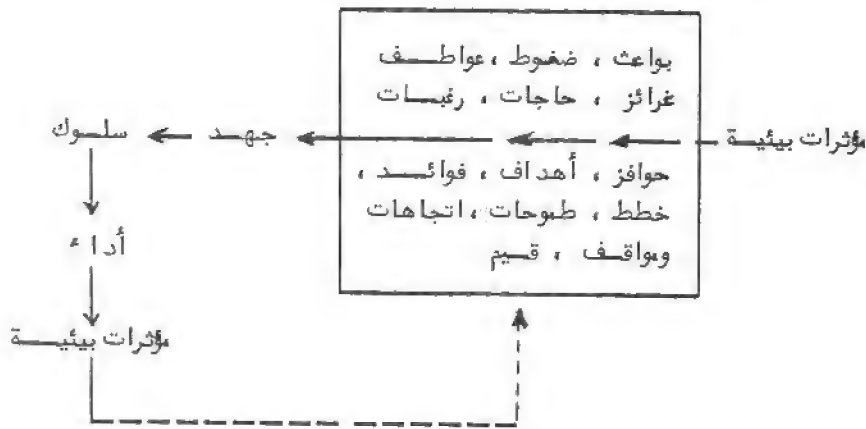 بواعث ، ضغوط ، عواطف
غرائز ، حاجات ، رغبات
مؤثرات بيئية
جهد
سلوك
حوافز ، أهداف ، فوائد ،
خطط ، طموحات ، اتجاهات
ومواقف ، قيم
أداء
مؤثرات بيئية